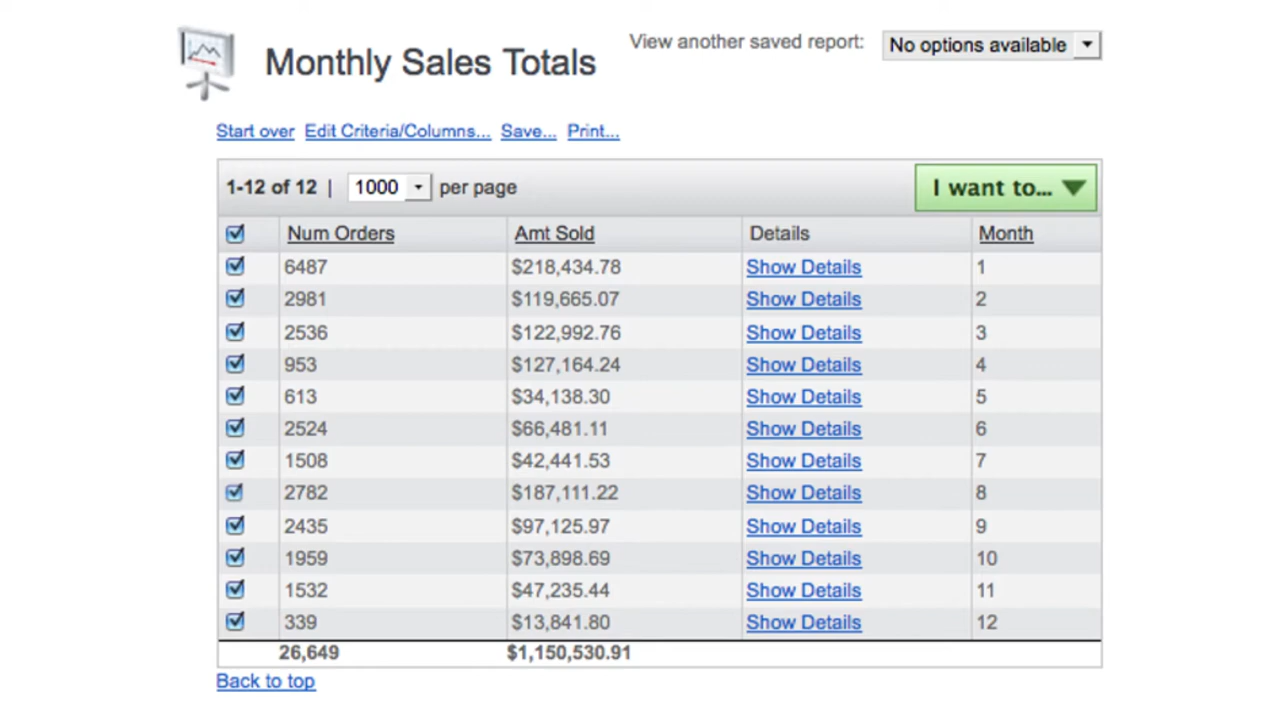 Monthly Sales Totals
View another saved report: No options available
Start over Edit Criteria/Columns... Save... Print...
1-12 of 12 | 1000 per page I want to...
Num Orders Amt Sold Details Month
6487 $218,434.78 Show Details 1
2981 $119,665.07 Show Details 2
2536 $122,992.76 Show Details 3
953 $127,164.24 Show Details 4
613 $34,138.30 Show Details 5
2524 $66,481.11 Show Details 6
1508 $42,441.53 Show Details 7
2782 $187,111.22 Show Details 8
2435 $97,125.97 Show Details 9
1959 $73,898.69 Show Details 10
1532 $47,235.44 Show Details 11
339 $13,841.80 Show Details 12
26,649 $1,150,530.91
Back to top